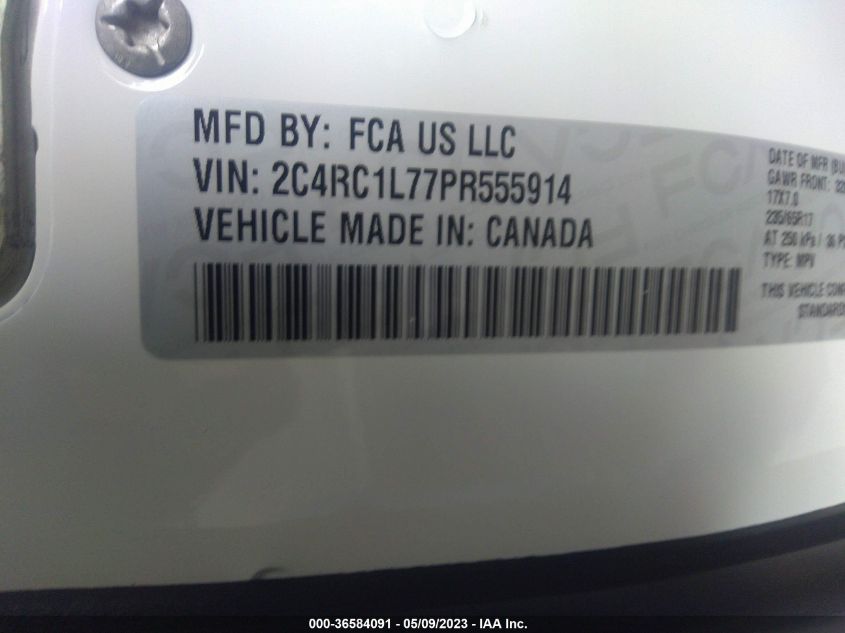 MFD BY: FCA US LLC
VIN: 2C4RC1L77PR555914
VEHICLE MADE IN: CANADA
DATE OF MFR
GAWR FRONT:
17X7.0
235/65R17
AT 250 kPa / 36
TYPE: MPV
THIS VEHICLE
000-36584091 - 05/09/2023 - IAA Inc.